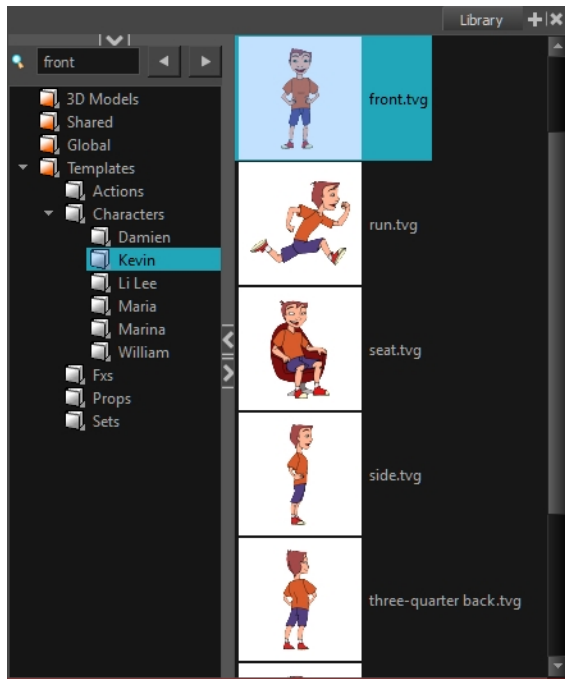 Library
front
3D Models
Shared
Global
Templates
Actions
Characters
Damien
Kevin
Li Lee
Maria
Marina
William
Fxs
Props
Sets
front.tvg
run.tvg
seat.tvg
side.tvg
three-quarter back.tvg